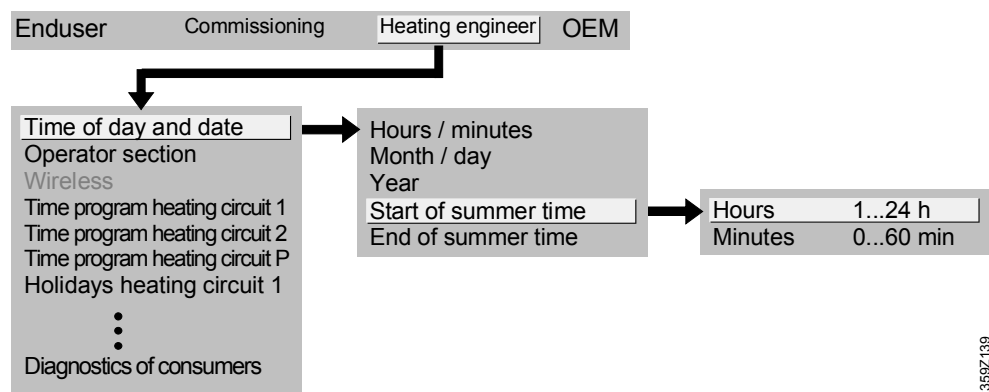 Enduser Commissioning Heating engineer OEM
Time of day and date
Operator section
Wireless
Time program heating circuit 1
Time program heating circuit 2
Time program heating circuit P
Holidays heating circuit 1
Diagnostics of consumers
Hours / minutes
Month / day
Year
Start of summer time
End of summer time
Hours 1...24 h
Minutes 0...60 min
359Z139